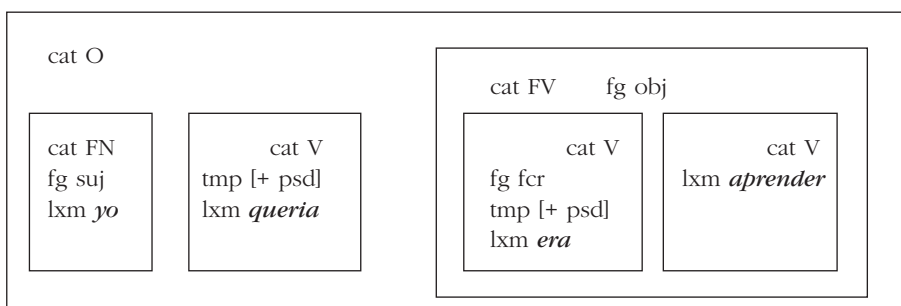 cat O
cat FV fg obj
cat FN
fg suj
lxm yo
cat V
tmp [+ psd]
lxm queria
cat V
fg fcr
tmp [+ psd]
lxm era
cat V
lxm aprender